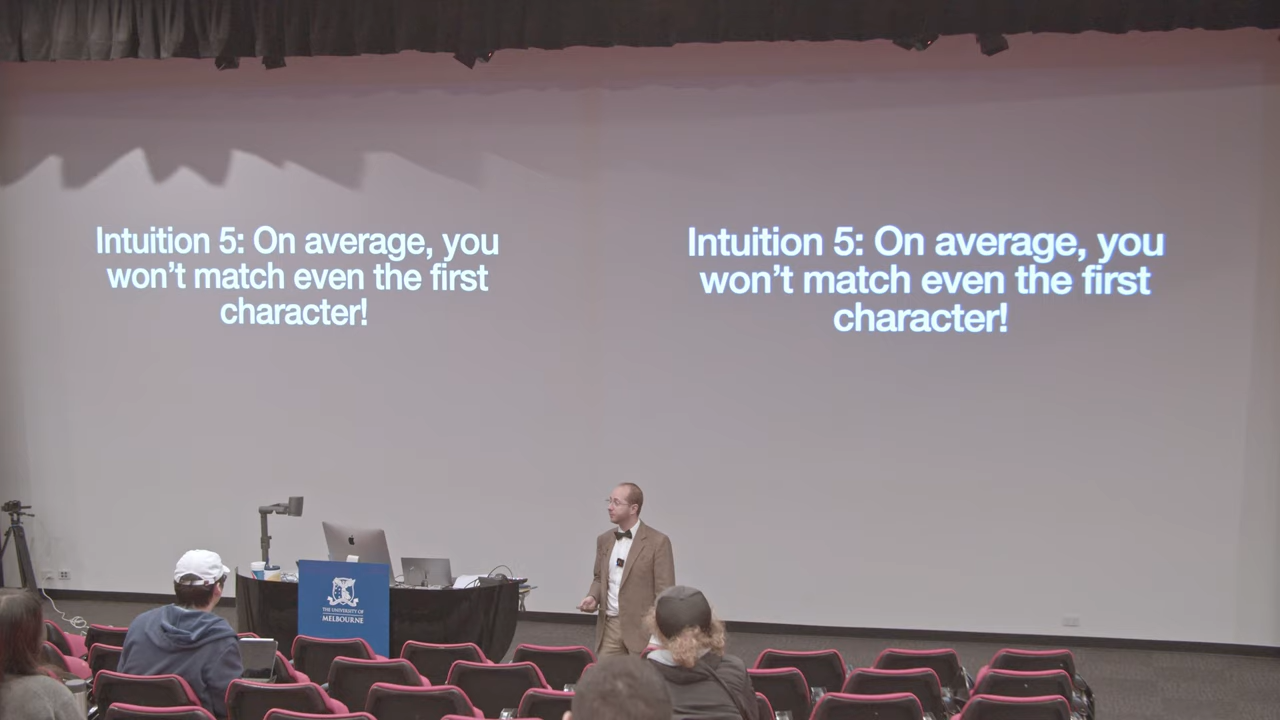 Intuition 5: On average, you
won't match even the first
character!
Intuition 5: On average, you
won't match even the first
character!
THE UNIVERSITY OF
MELBOURNE